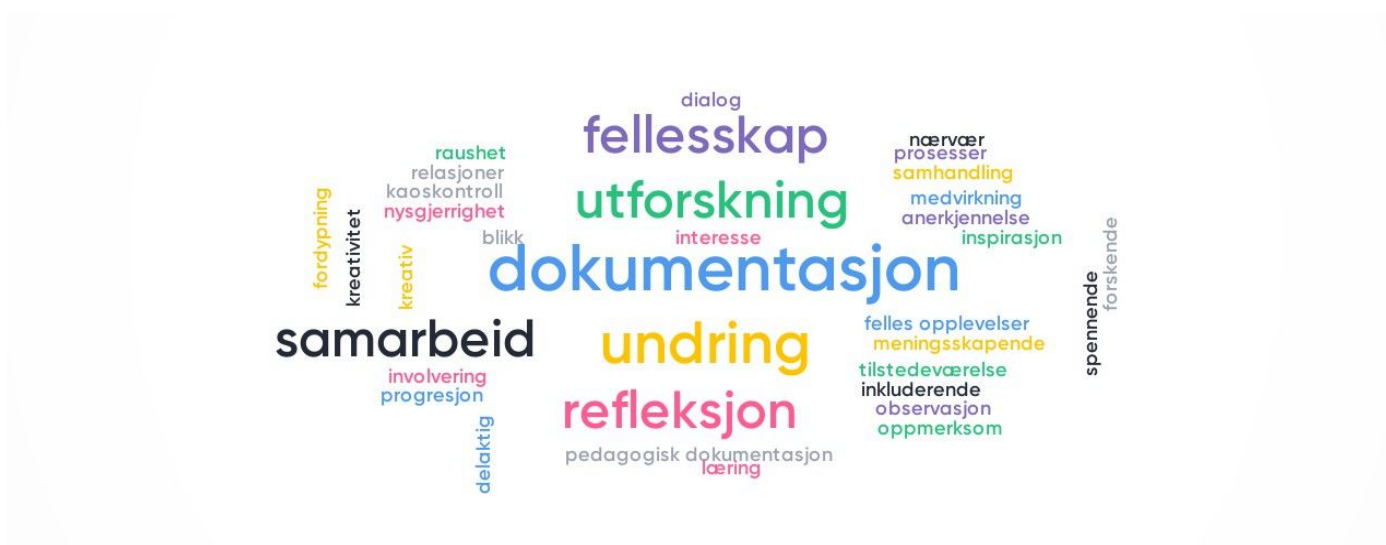 dialog
fellesskap
nærvær
prosesser
raushet
relasjoner
samhandling
kaoskontroll
utforskning
medvirkning
nysgjerrighet
anerkjennelse
blikk
interesse
inspirasjon
fordypning
kreativitet
kreativ
dokumentasjon
forskende
spennende
samarbeid
undring
felles opplevelser
meningsskapende
involvering
tilstedeværelse
progresjon
inkluderende
refleksjon
observasjon
oppmerksom
delaktig
pedagogisk dokumentasjon
læring